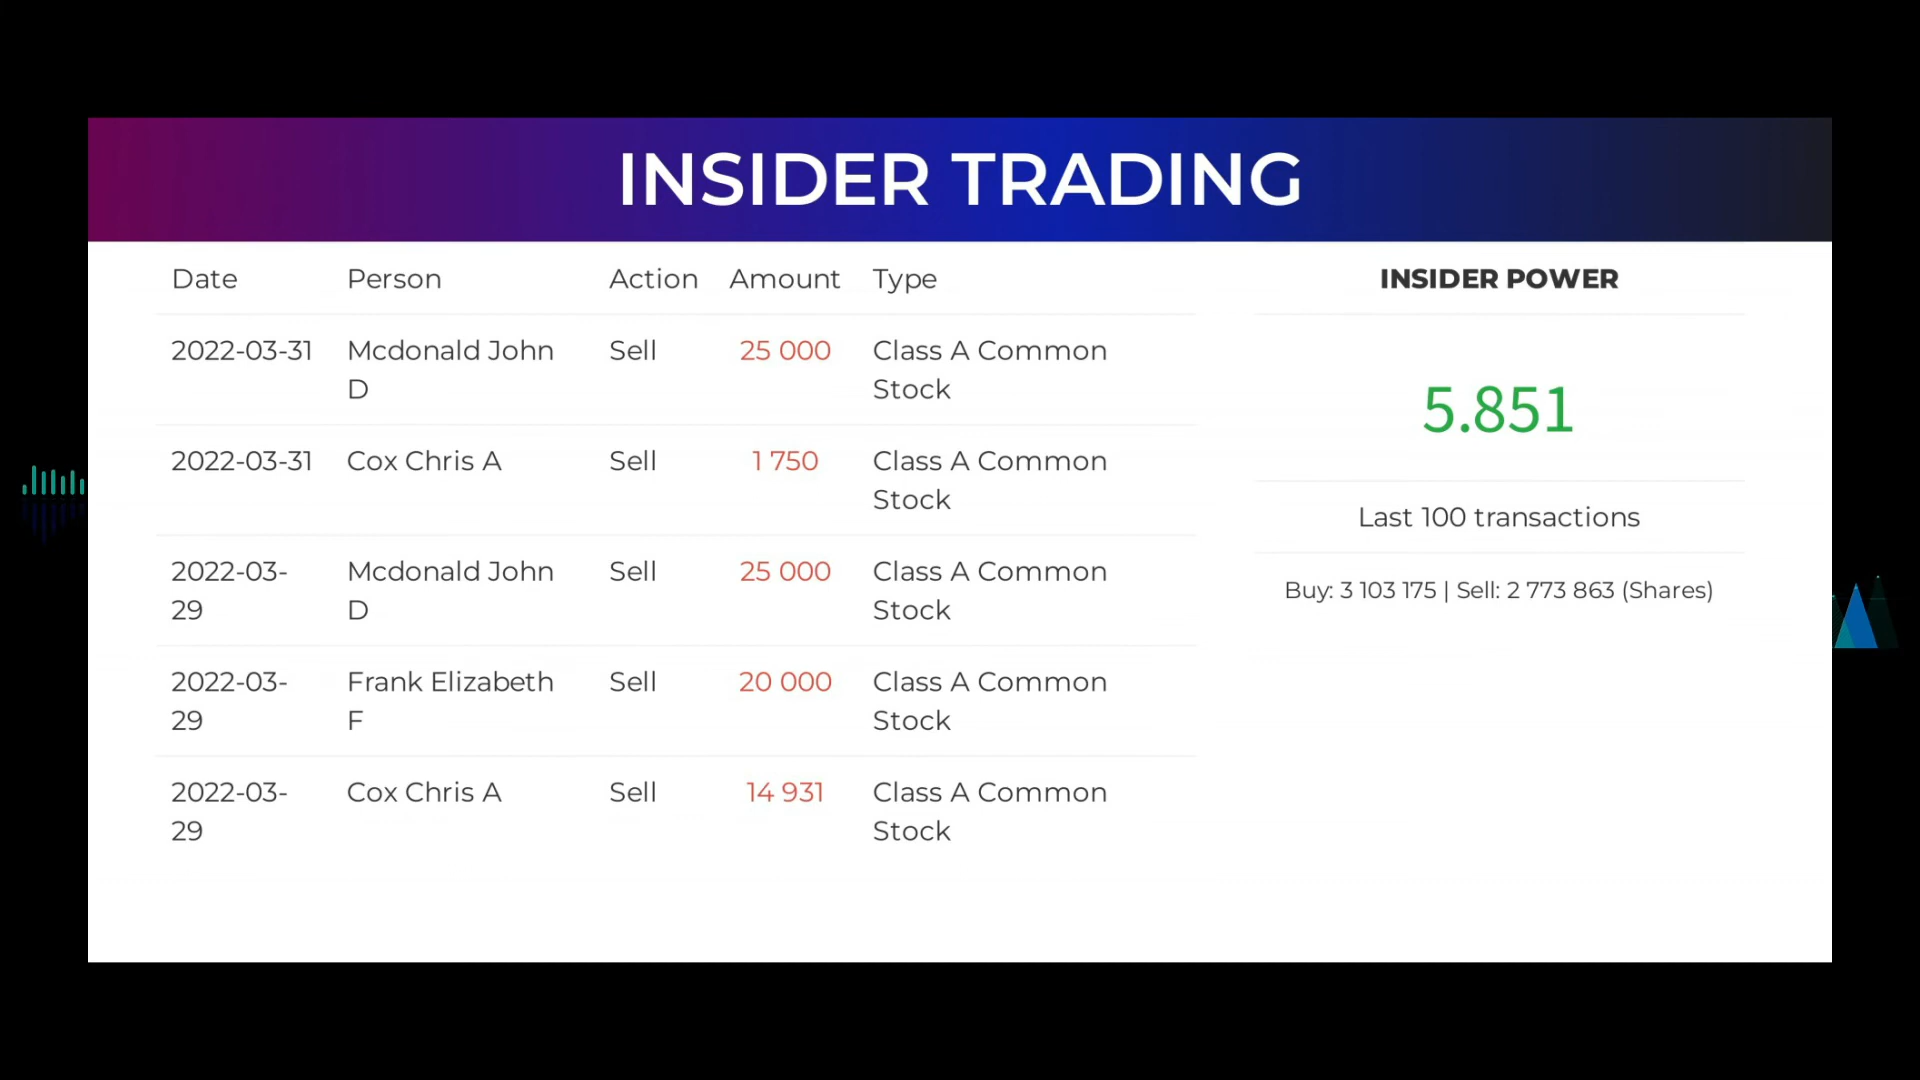 INSIDER TRADING
Date Person Action Amount Type
2022-03-31 Mcdonald John Sell 25 000 Class A Common
D Stock
2022-03-31 Cox Chris A Sell 1 750 Class A Common
Stock
2022-03- Mcdonald John Sell 25 000 Class A Common
29 D Stock
2022-03- Frank Elizabeth Sell 20 000 Class A Common
29 F Stock
2022-03- Cox Chris A Sell 14 931 Class A Common
29 Stock
INSIDER POWER
5.851
Last 100 transactions
Buy: 3 103 175 | Sell: 2 773 863 (Shares)